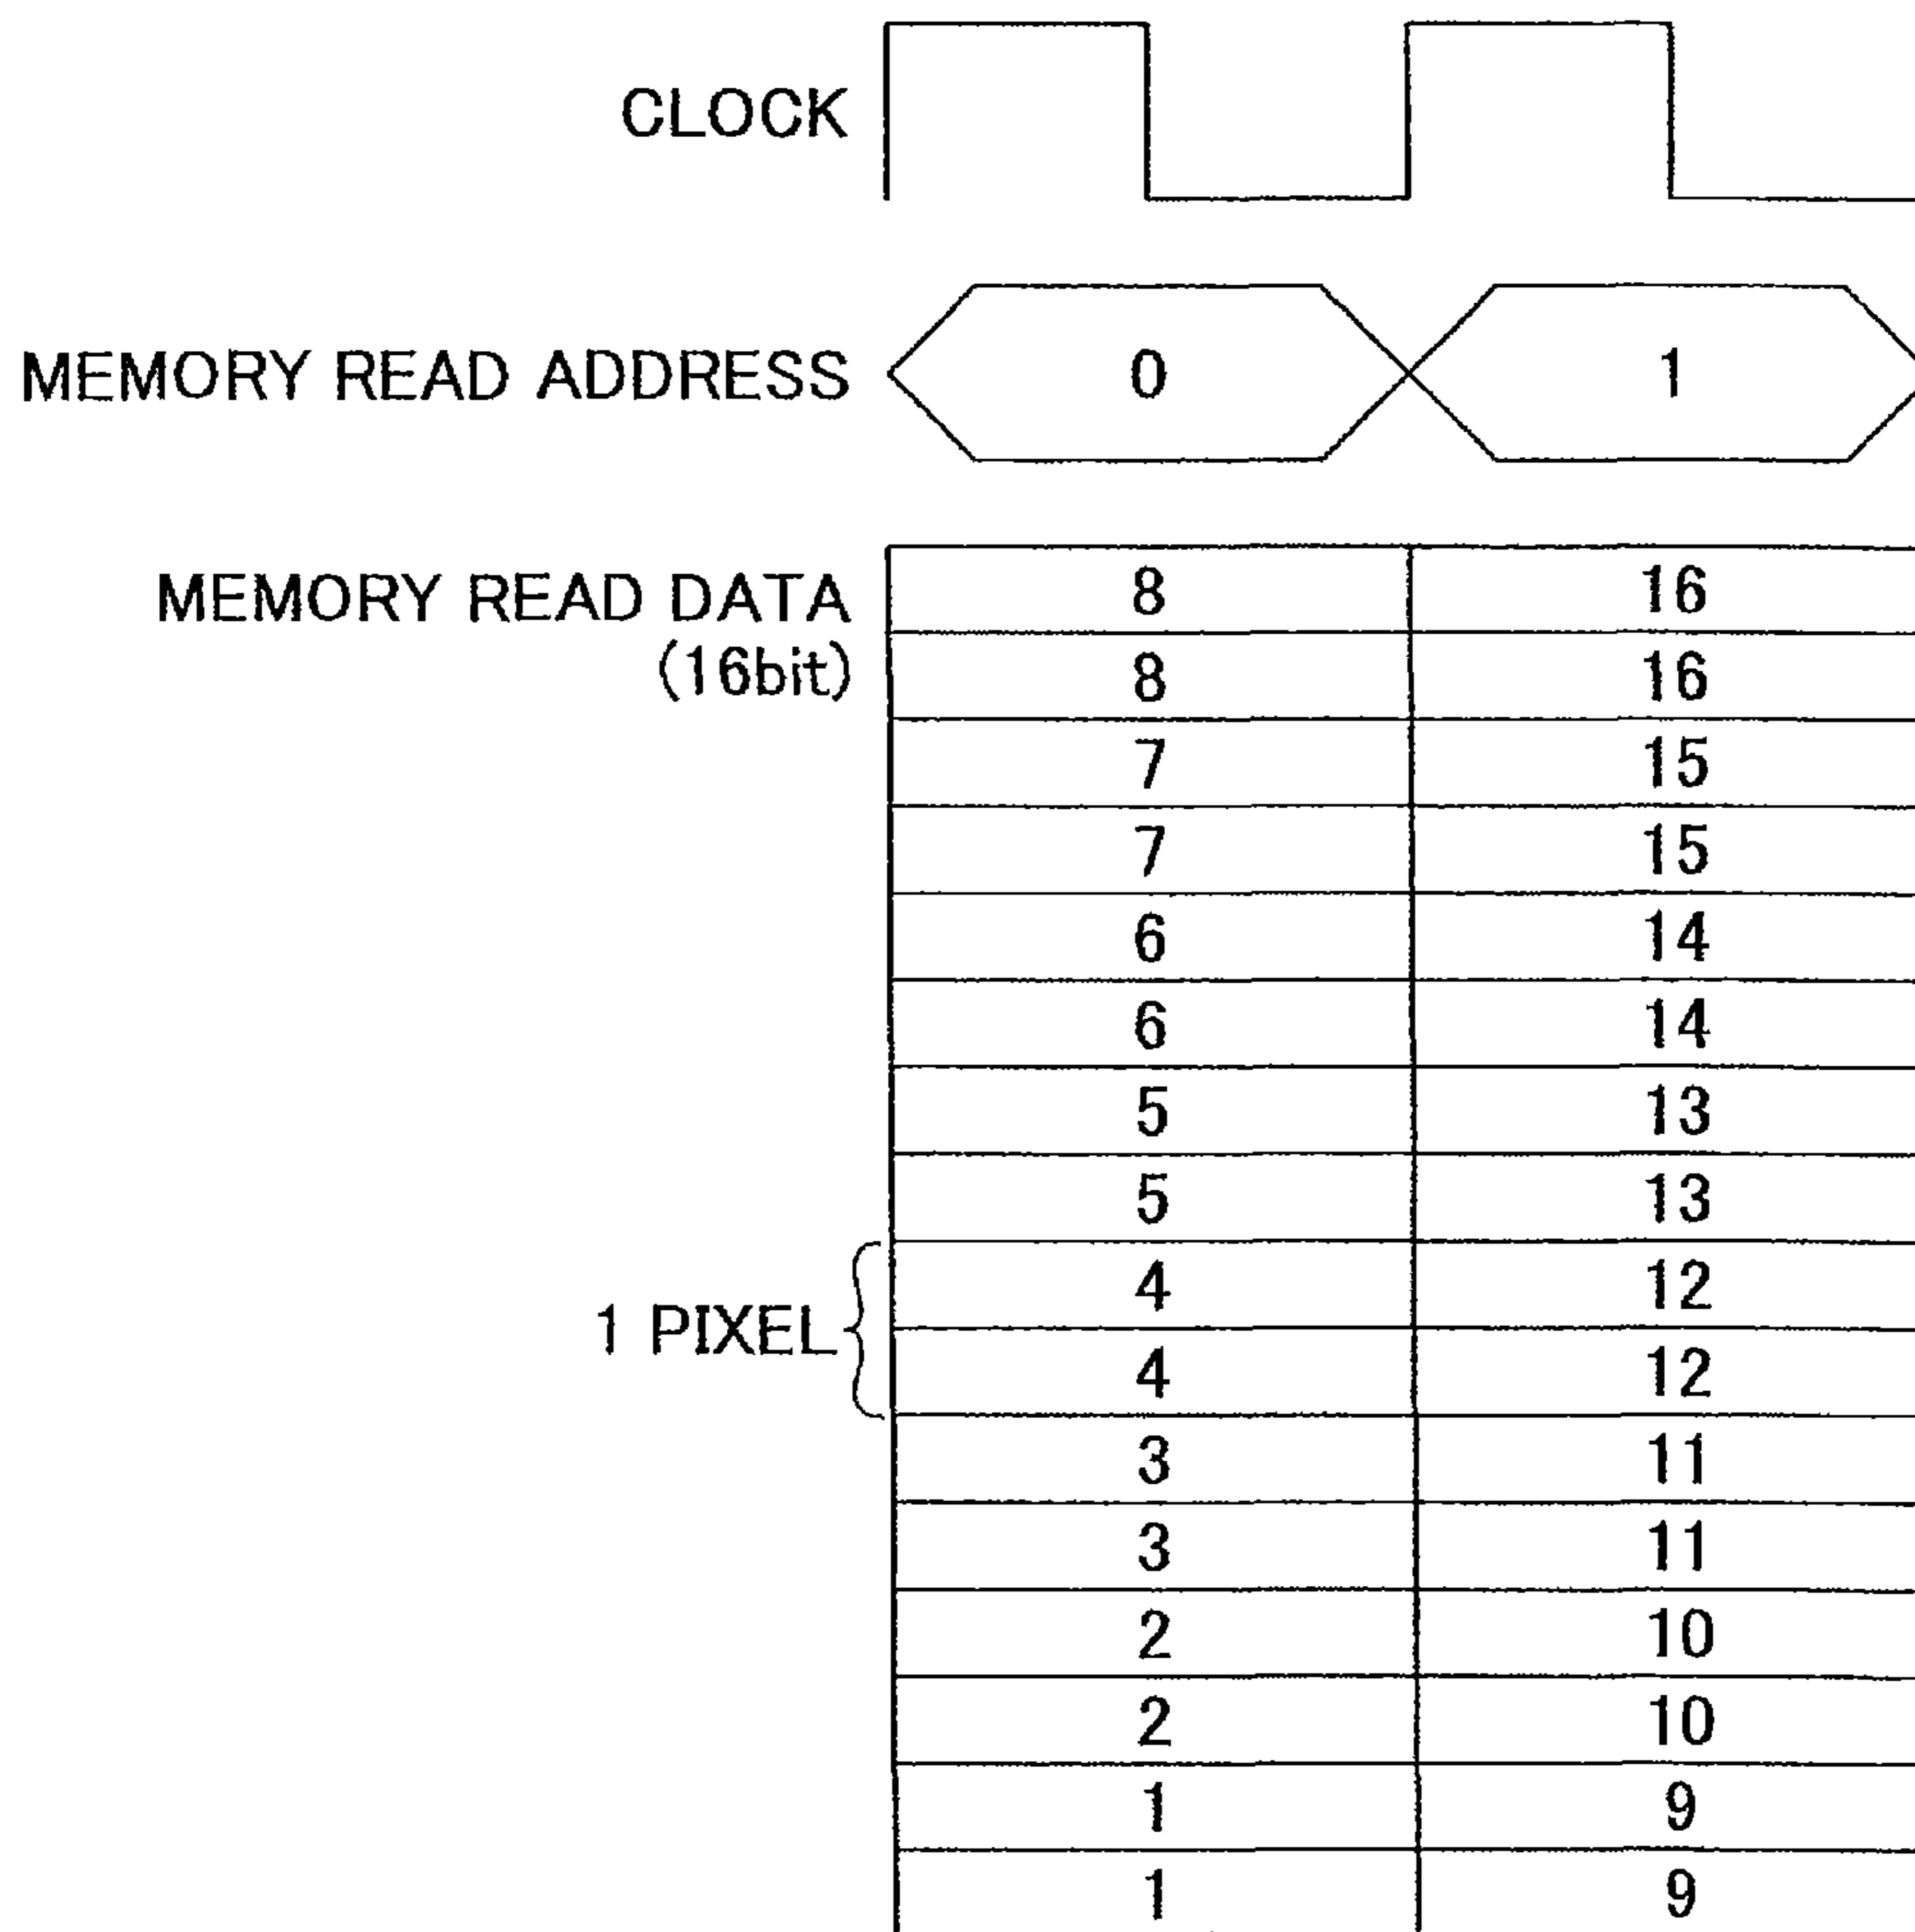 CLOCK
MEMORY READ ADDRESS 0 1
MEMORY READ DATA 8 16
(16bit) 8 16
7 15
7 15
6 14
6 14
5 13
5 13
4 12
1 PIXEL
4 12
3 11
3 11
2 10
2 10
1 9
1 9